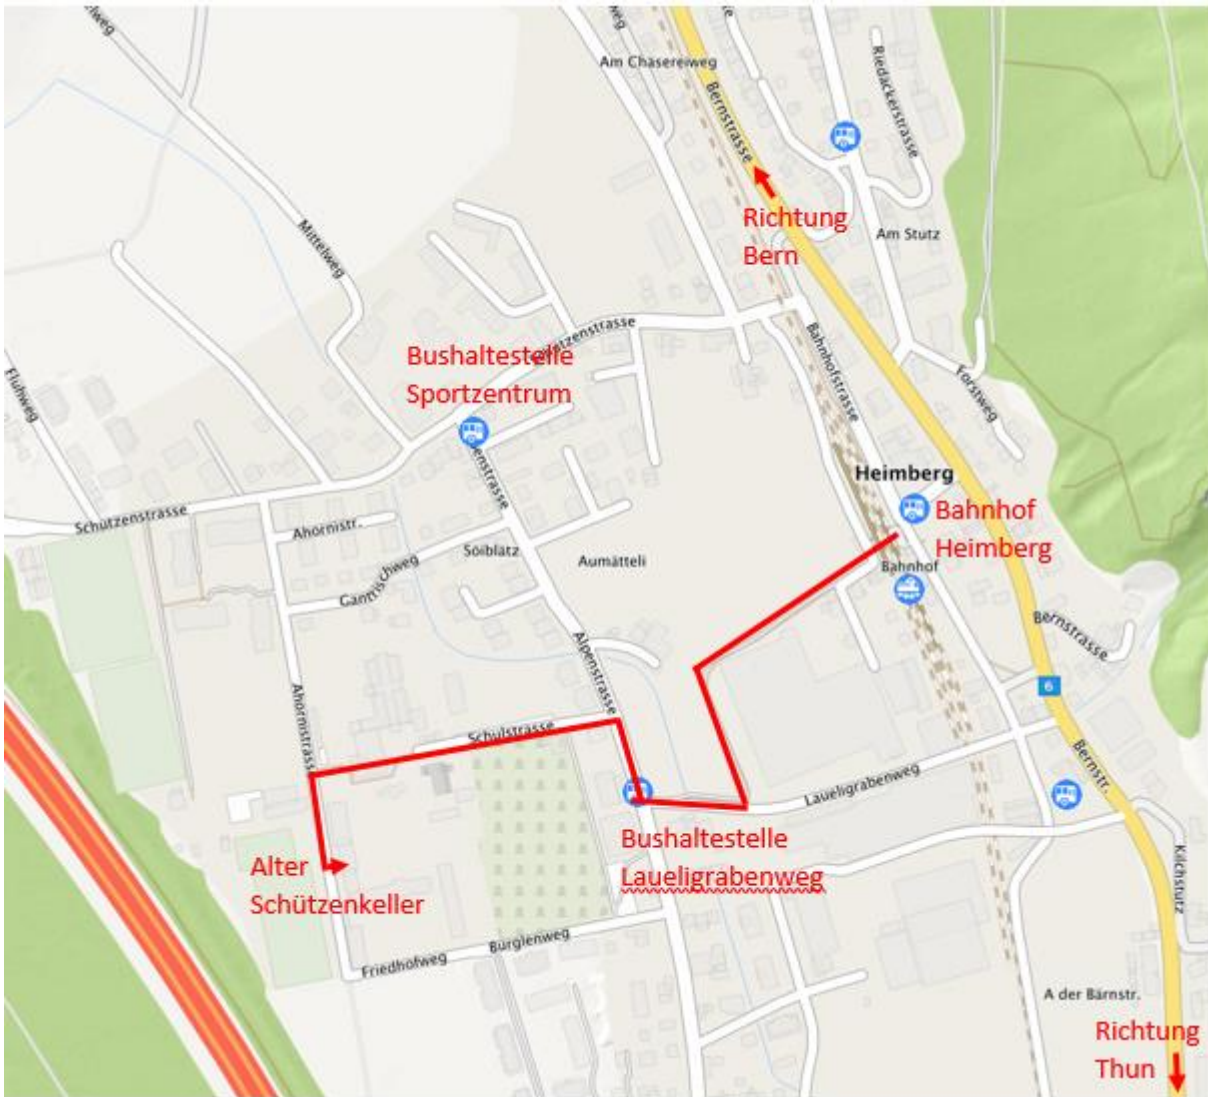 Am Chasereiweg
Bernstrasse
Riedackerstrasse
Richtung
Bern
Am Stutz
Mittelweg
Bushaltestelle
Sportzentrum
Bahnhofstrasse
Forstweg
Fluhweg
Heimberg
Bahnhof
Heimberg
Schützenstrasse
Ahornistr.
Gantrischweg
Söiblatz
Aumätteli
Bahnhof
Bernstrasse
Alpenstrasse
6
Ahornistrasse
Schulstrasse
Bernstr.
Laueligrabenweg
Bushaltestelle
Laueligrabenweg
Alter
Schützenkeller
Kilchstutz
Bürglenweg
Friedhofweg
A der Bärnstr.
Richtung
Thun